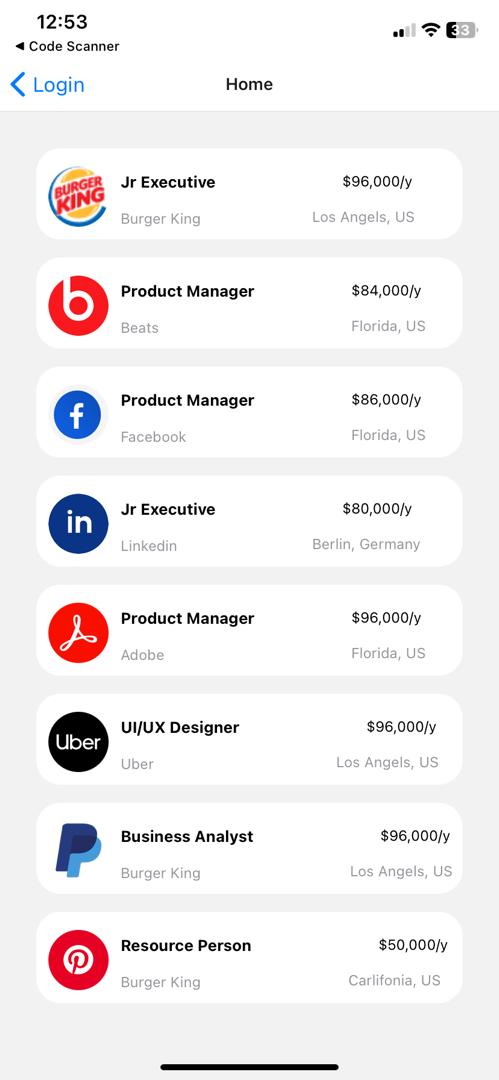 12:53
33
◀ Code Scanner
Login
Home
BURGER KING
Jr Executive
$96,000/y
Burger King
Los Angels, US
b
Product Manager
$84,000/y
Beats
Florida, US
f
Product Manager
$86,000/y
Facebook
Florida, US
in
Jr Executive
$80,000/y
Linkedin
Berlin, Germany
Product Manager
$96,000/y
Adobe
Florida, US
Uber
UI/UX Designer
$96,000/y
Uber
Los Angels, US
Business Analyst
$96,000/y
Burger King
Los Angels, US
Resource Person
$50,000/y
Burger King
Carlifonia, US